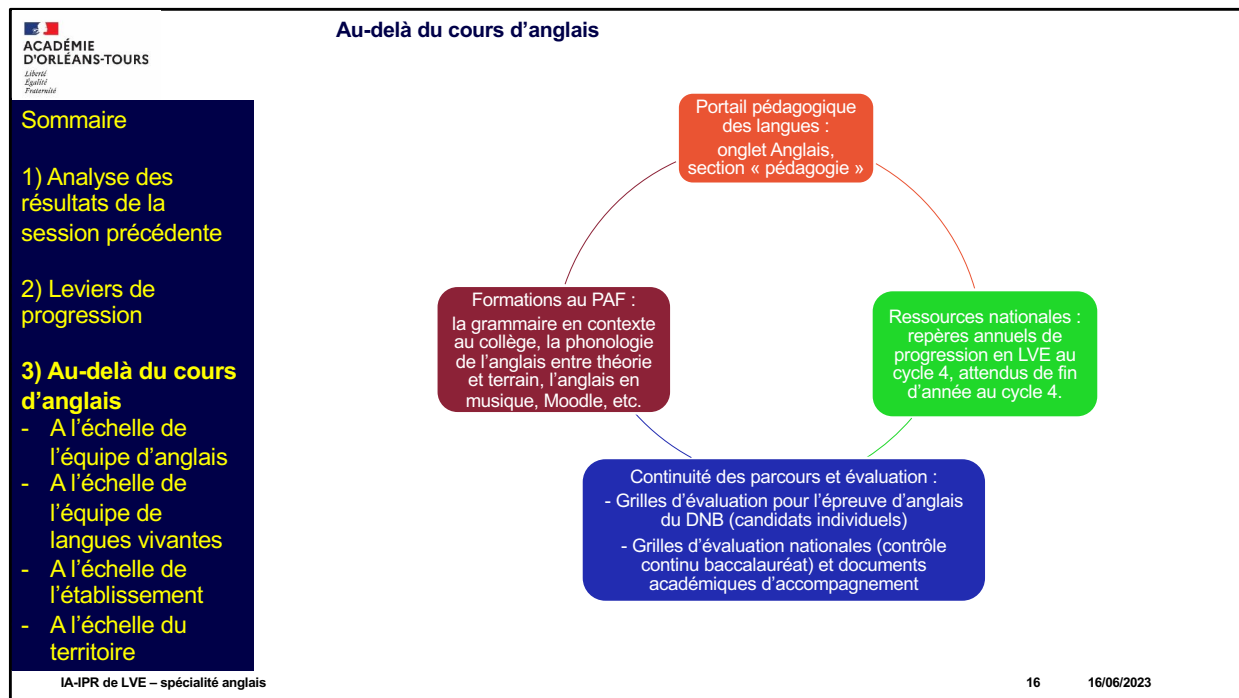 ACADÉMIE
D'ORLÉANS-TOURS
Liberté
Égalité
Fraternité
Au-delà du cours d’anglais
Sommaire
1) Analyse des
résultats de la
session précédente
2) Leviers de
progression
3) Au-delà du cours
d’anglais
- A l’échelle de
l’équipe d’anglais
- A l’échelle de
l’équipe de
langues vivantes
- A l’échelle de
l’établissement
- A l’échelle du
territoire
Portail pédagogique
des langues :
onglet Anglais,
section « pédagogie »
Formations au PAF :
la grammaire en contexte
au collège, la phonologie
de l’anglais entre théorie
et terrain, l’anglais en
musique, Moodle, etc.
Ressources nationales :
repères annuels de
progression en LVE au
cycle 4, attendus de fin
d’année au cycle 4.
Continuité des parcours et évaluation :
- Grilles d’évaluation pour l’épreuve d’anglais
du DNB (candidats individuels)
- Grilles d’évaluation nationales (contrôle
continu baccalauréat) et documents
académiques d’accompagnement
IA-IPR de LVE – spécialité anglais
16
16/06/2023